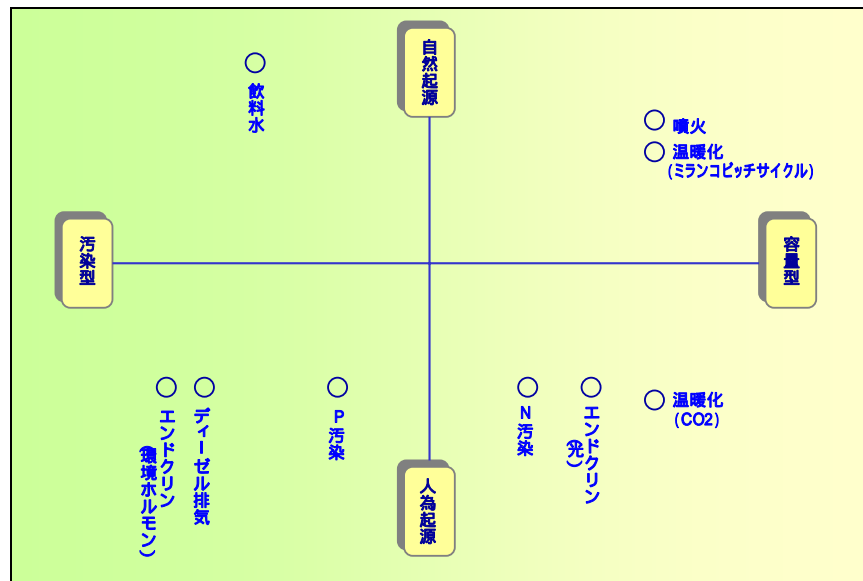 自然起源
飲料水
噴火
温暖化
(ミランコビッチサイクル)
汚染型
容量型
エンドクリン
(環境ホルモン)
ディーゼル排気
P汚染
N汚染
エンドクリン
(光)
温暖化
(CO2)
人為起源